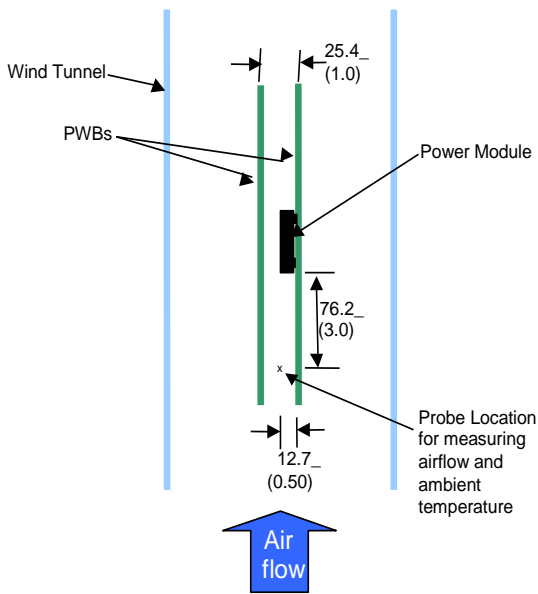 25.4_
(1.0)
Wind Tunnel
PWBs
Power Module
76.2_
(3.0)
x
Probe Location
for measuring
airflow and
ambient
temperature
12.7_
(0.50)
Air
flow